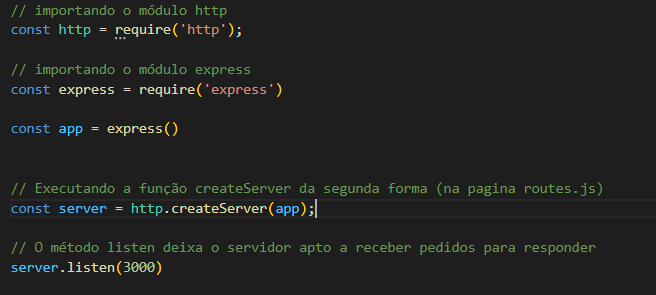 // importando o módulo http
const http = require('http');
// importando o módulo express
const express = require('express')
const app = express()
// Executando a função createServer da segunda forma (na pagina routes.js)
const server = http.createServer(app);
// O método listen deixa o servidor apto a receber pedidos para responder
server.listen(3000)